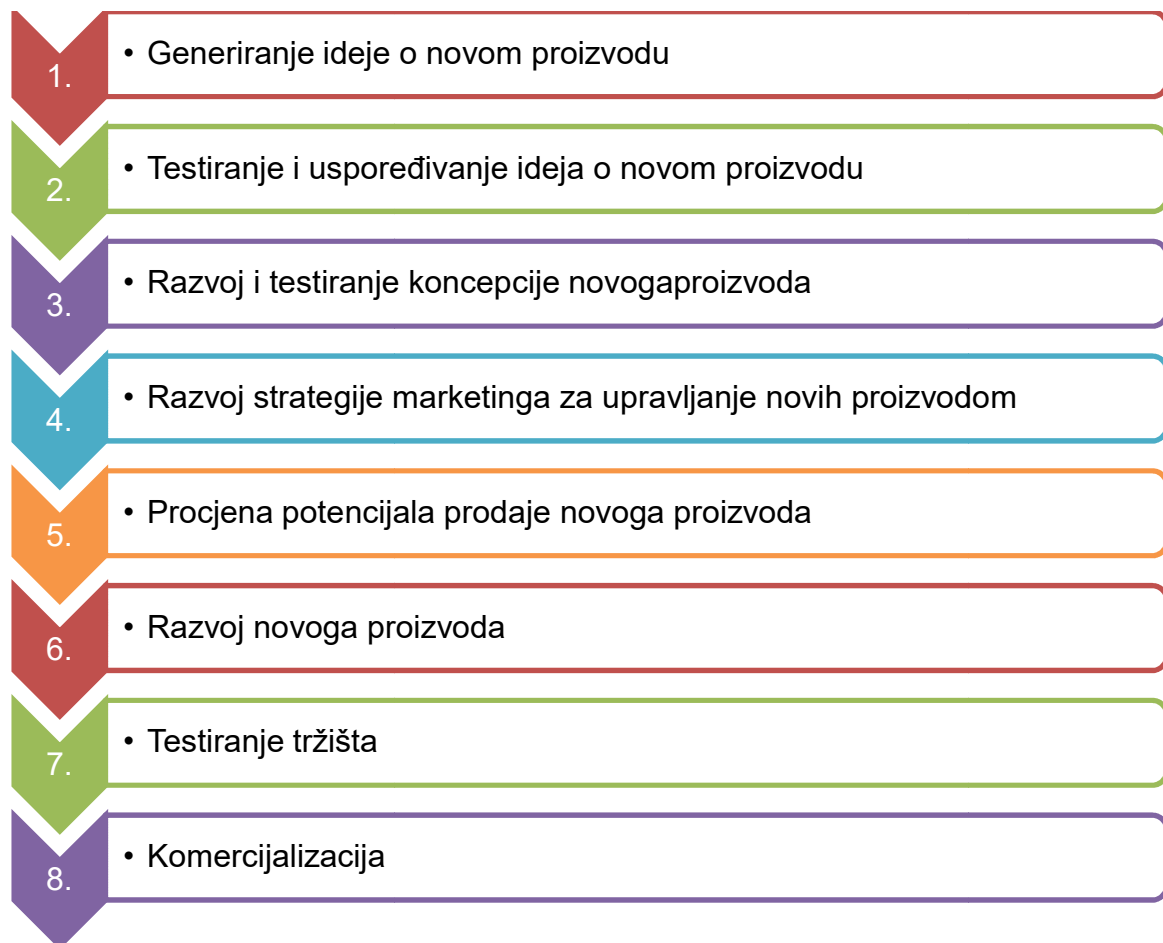 1.
• Generiranje ideje o novom proizvodu
2.
• Testiranje i uspoređivanje ideja o novom proizvodu
3.
• Razvoj i testiranje koncepcije novogaproizvoda
4.
• Razvoj strategije marketinga za upravljanje novih proizvodom
5.
• Procjena potencijala prodaje novoga proizvoda
6.
• Razvoj novoga proizvoda
7.
• Testiranje tržišta
8.
• Komercijalizacija